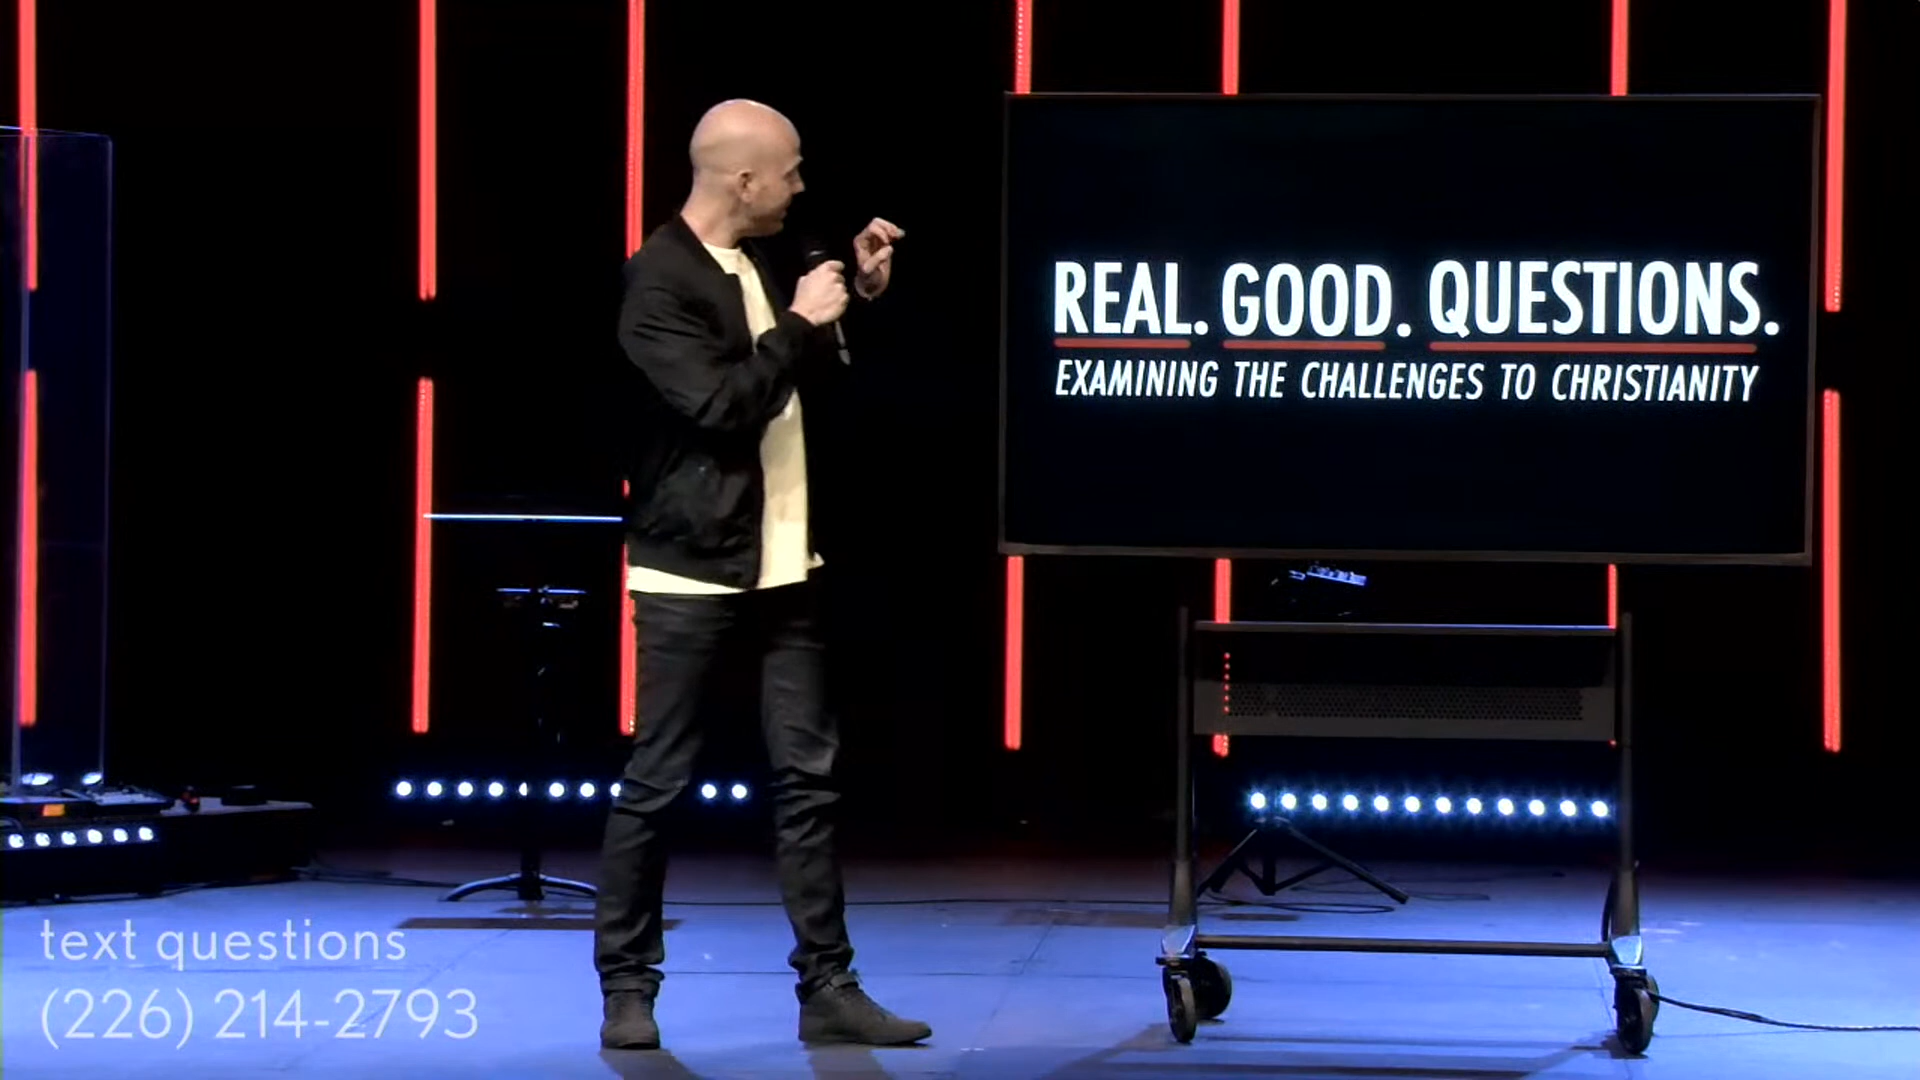 REAL. GOOD. QUESTIONS.
EXAMINING THE CHALLENGES TO CHRISTIANITY
text questions
(226) 214-2793